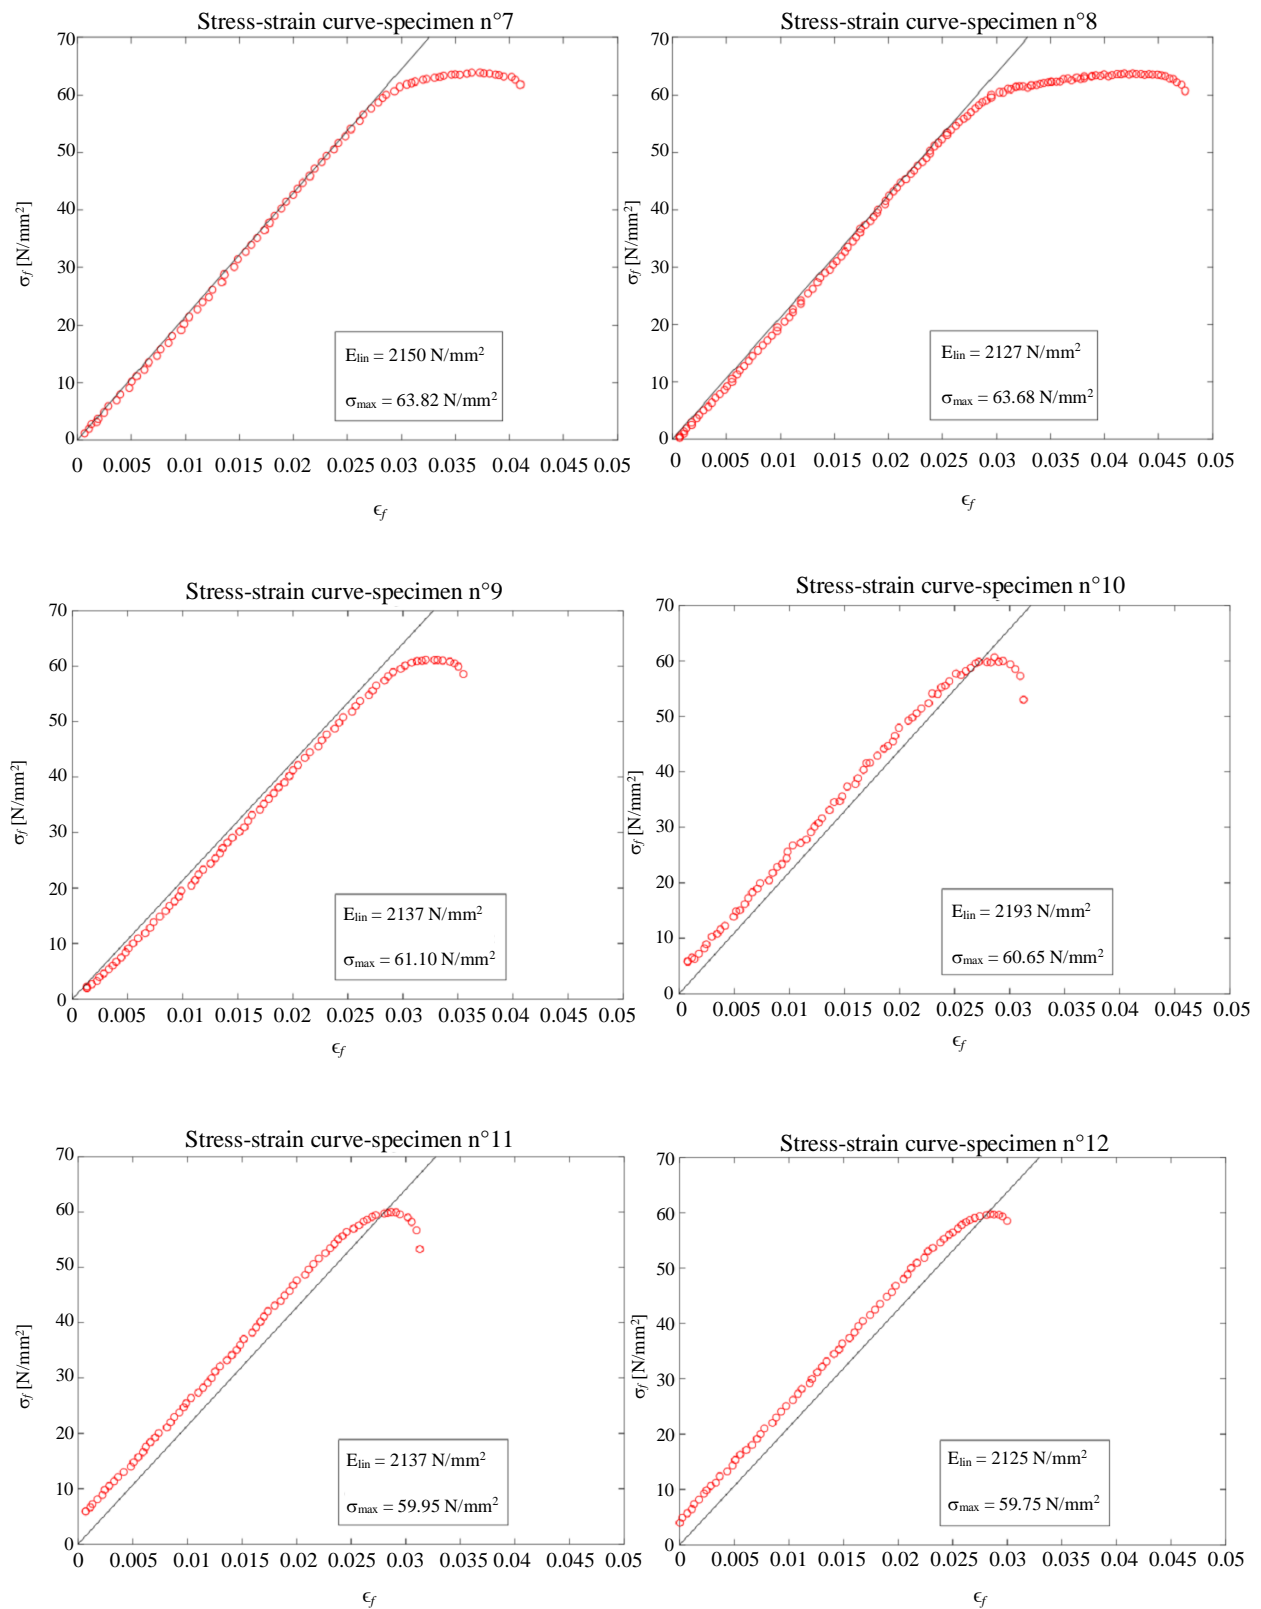 Stress-strain curve-specimen n°7
70
60
50
40
30
20
10
0
σf [N/mm²]
Elin = 2150 N/mm²
σmax = 63.82 N/mm²
0 0.005 0.01 0.015 0.02 0.025 0.03 0.035 0.04 0.045 0.05
ϵf
Stress-strain curve-specimen n°8
70
60
50
40
30
20
10
0
σf [N/mm²]
Elin = 2127 N/mm²
σmax = 63.68 N/mm²
0 0.005 0.01 0.015 0.02 0.025 0.03 0.035 0.04 0.045 0.05
ϵf
Stress-strain curve-specimen n°9
70
60
50
40
30
20
10
0
σf [N/mm²]
Elin = 2137 N/mm²
σmax = 61.10 N/mm²
0 0.005 0.01 0.015 0.02 0.025 0.03 0.035 0.04 0.045 0.05
ϵf
Stress-strain curve-specimen n°10
70
60
50
40
30
20
10
0
σf [N/mm²]
Elin = 2193 N/mm²
σmax = 60.65 N/mm²
0 0.005 0.01 0.015 0.02 0.025 0.03 0.035 0.04 0.045 0.05
ϵf
Stress-strain curve-specimen n°11
70
60
50
40
30
20
10
0
σf [N/mm²]
Elin = 2137 N/mm²
σmax = 59.95 N/mm²
0 0.005 0.01 0.015 0.02 0.025 0.03 0.035 0.04 0.045 0.05
ϵf
Stress-strain curve-specimen n°12
70
60
50
40
30
20
10
0
σf [N/mm²]
Elin = 2125 N/mm²
σmax = 59.75 N/mm²
0 0.005 0.01 0.015 0.02 0.025 0.03 0.035 0.04 0.045 0.05
ϵf